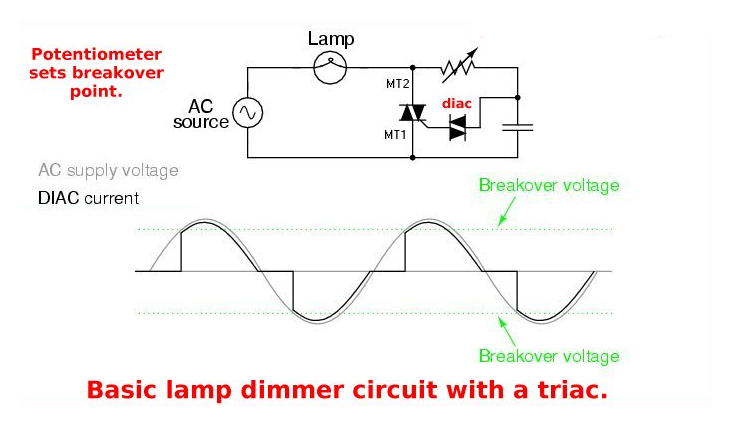 Lamp
Potentiometer
sets breakover
point.
MT2
diac
AC
source
MT1
AC supply voltage
DIAC current
Breakover voltage
Breakover voltage
Basic lamp dimmer circuit with a triac.